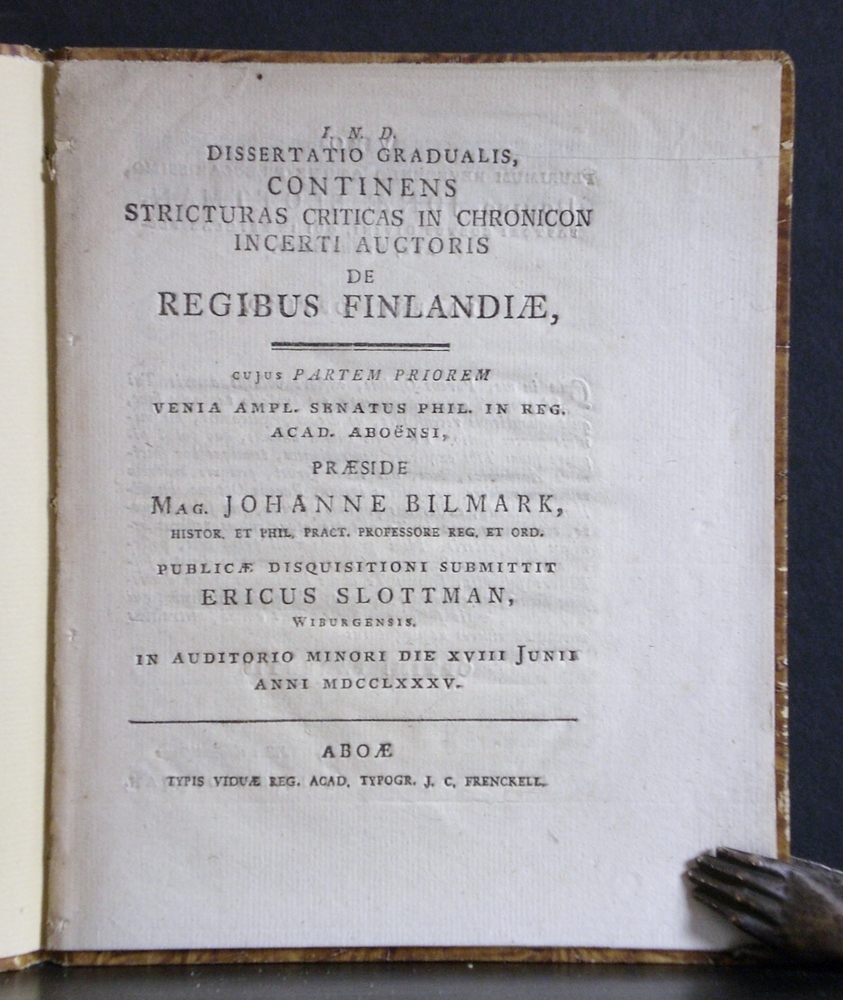 I. N. D.
DISSERTATIO GRADUALIS,
CONTINENS
STRICTURAS CRITICAS IN CHRONICON
INCERTI AUCTORIS
DE
REGIBUS FINLANDIÆ,
CUJUS PARTEM PRIOREM
VENIA AMPL. SENATUS PHIL. IN REG.
ACAD. ABOëNSI,
PRÆSIDE
MAG. JOHANNE BILMARK,
HISTOR. ET PHIL. PRACT. PROFESSORE REG. ET ORD.
PUBLICÆ DISQUISITIONI SUBMITTIT
ERICUS SLOTTMAN,
WIBURGENSIS.
IN AUDITORIO MINORI DIE XVIII JUNII
ANNI MDCCLXXXV.
ABOÆ
TYPIS VIDUÆ REG. ACAD. TYPOGR. J. C. FRENCKELL.